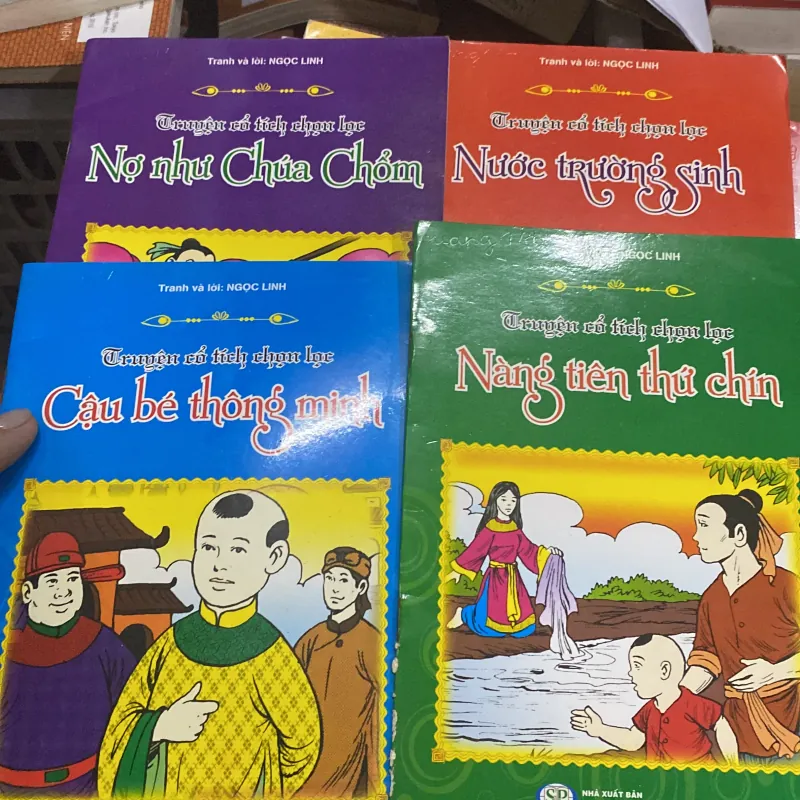 Tranh và lời: NGỌC LINH
Truyện cổ tích chọn lọc
Nợ như Chúa Chổm
Tranh và lời: NGỌC LINH
Truyện cổ tích chọn lọc
Nước trường sinh
Tranh và lời: NGỌC LINH
Truyện cổ tích chọn lọc
Cậu bé thông minh
NGỌC LINH
Truyện cổ tích chọn lọc
Nàng tiên thứ chín
SP
NHÀ XUẤT BẢN